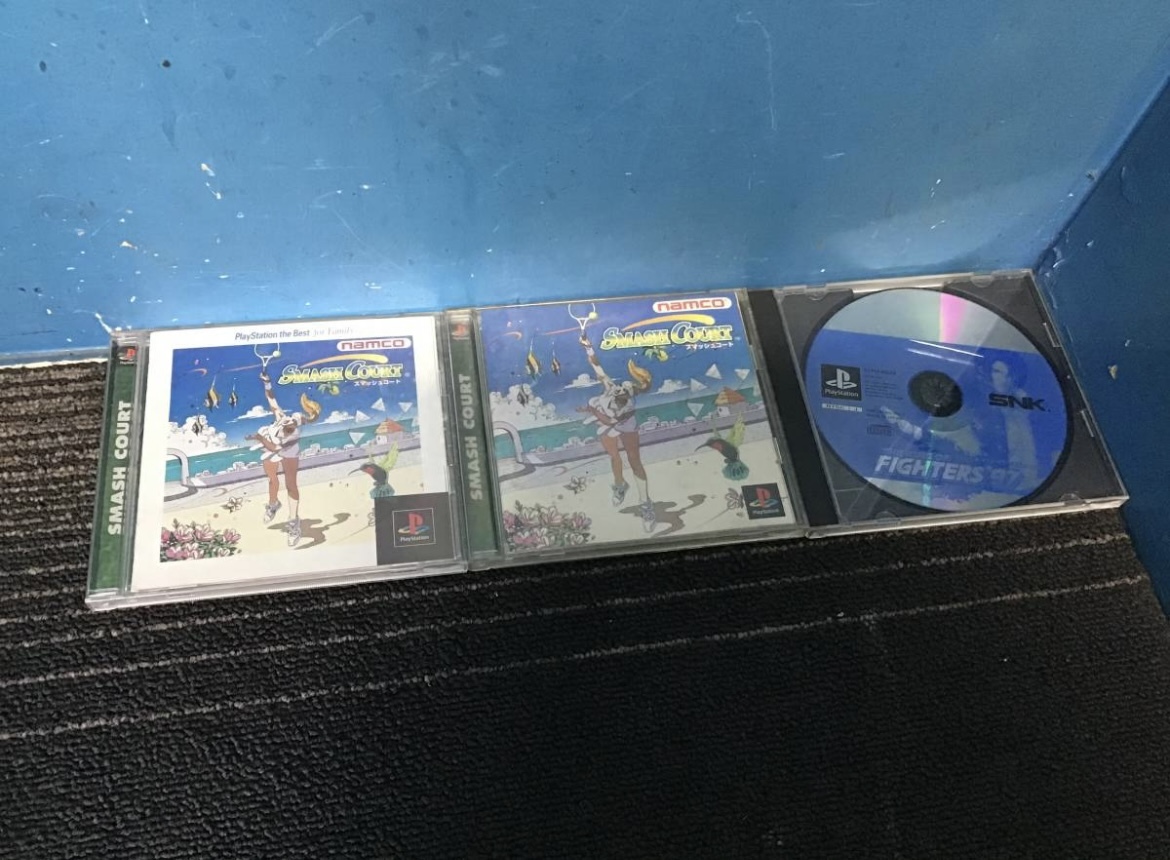 SMASH COURT
PlayStation the Best for Family
namco
SMASH COURT
スマッシュコート
PlayStation
SMASH COURT
namco
SMASH COURT
スマッシュコート
PlayStation
PlayStation
SNK
FIGHTERS '97